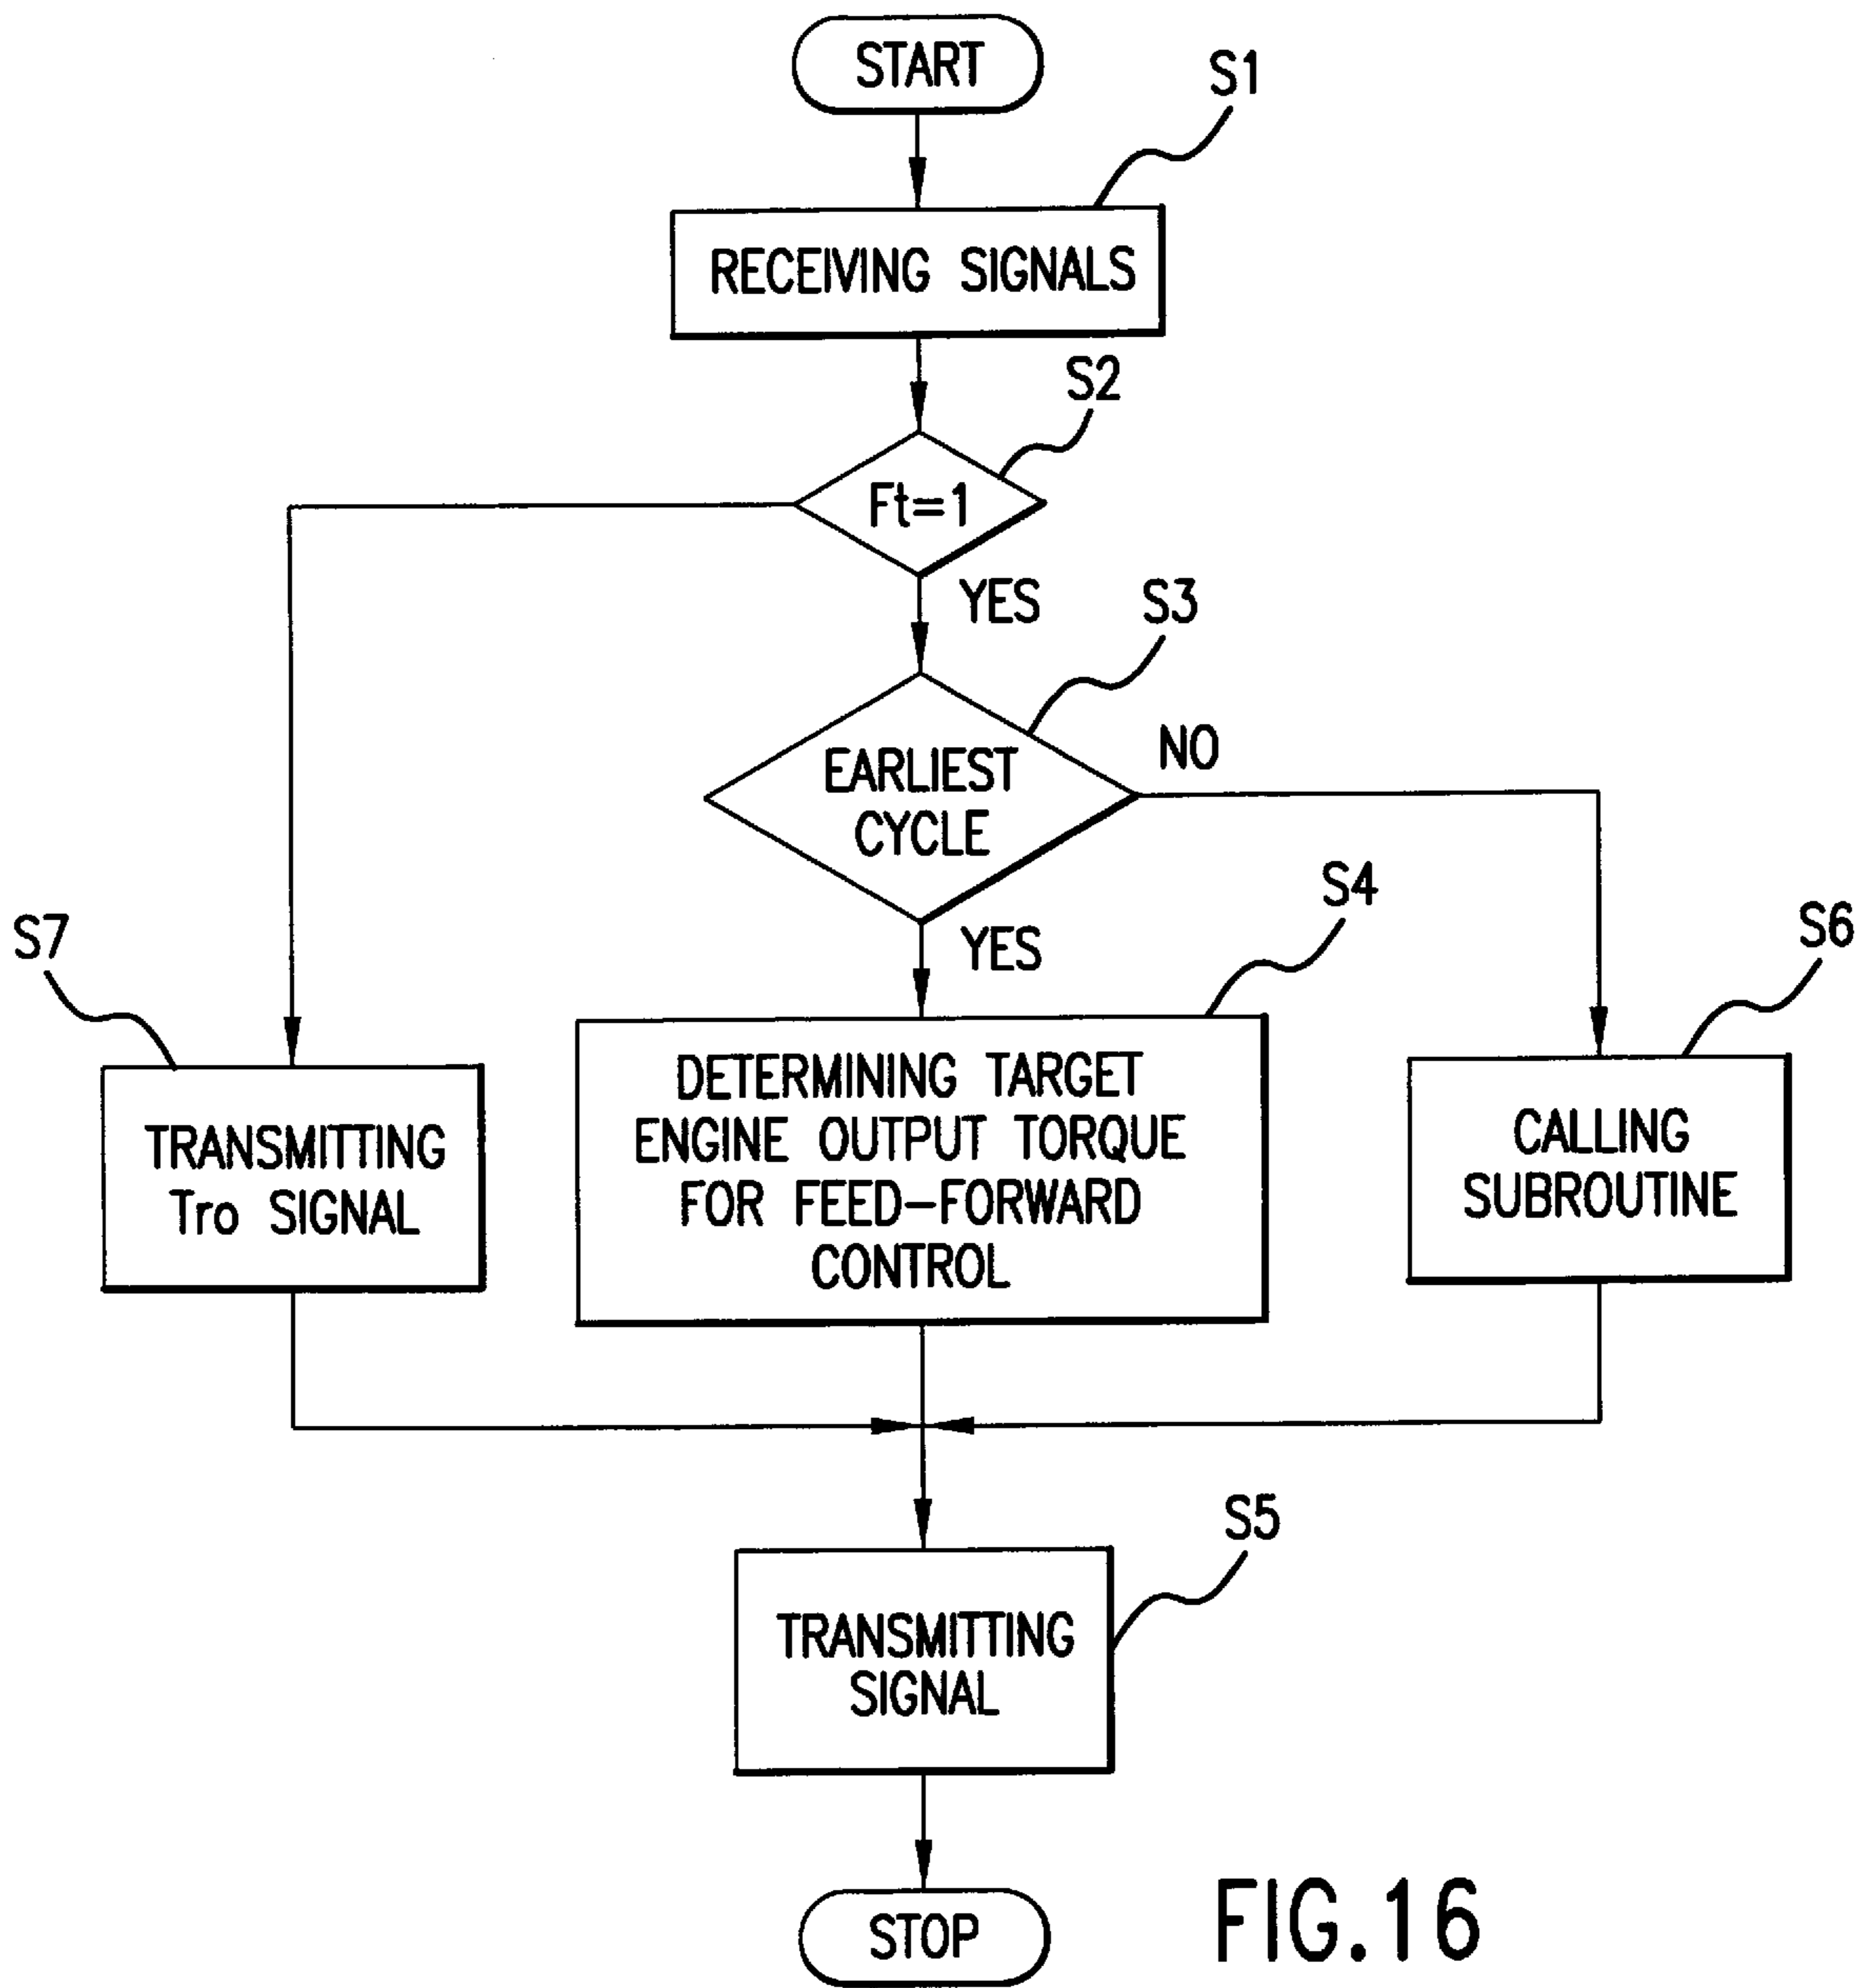 START
S1
RECEIVING SIGNALS
S2
Ft=1
YES
S3
EARLIEST
CYCLE
NO
YES
S4
S7
S6
TRANSMITTING
Tro SIGNAL
DETERMINING TARGET
ENGINE OUTPUT TORQUE
FOR FEED-FORWARD
CONTROL
CALLING
SUBROUTINE
S5
TRANSMITTING
SIGNAL
STOP
FIG.16